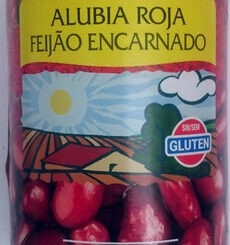 ALUBIA ROJA
FEIJÃO ENCARNADO
SIN/SEM
GLUTEN